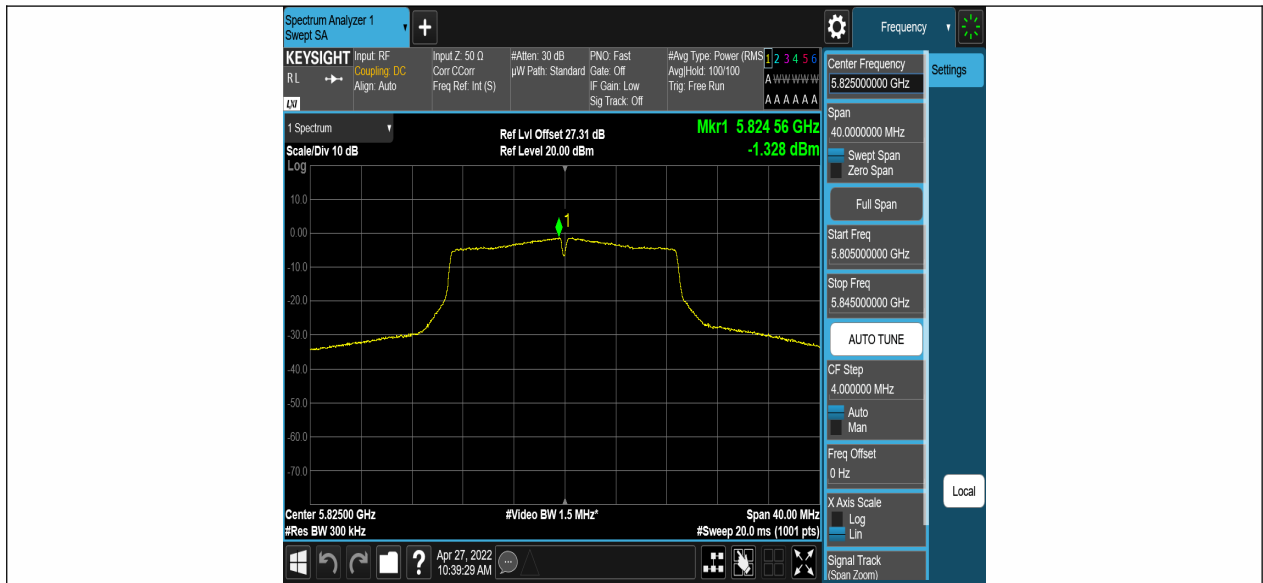 Spectrum Analyzer 1
Swept SA
+
Frequency
KEYSIGHT
RL
LXI
Input: RF
Coupling: DC
Align: Auto
Input Z: 50 Ω
Corr CCorr
Freq Ref: Int (S)
#Atten: 30 dB
µW Path: Standard
PNO: Fast
Gate: Off
IF Gain: Low
Sig Track: Off
#Avg Type: Power (RMS
Avg|Hold: 100/100
Trig: Free Run
1 2 3 4 5 6
A W W W W W
A A A A A A
1 Spectrum
Scale/Div 10 dB
Log
Ref Lvl Offset 27.31 dB
Ref Level 20.00 dBm
Mkr1 5.824 56 GHz
-1.328 dBm
10.0
0.00
-10.0
-20.0
-30.0
-40.0
-50.0
-60.0
-70.0
1
Center 5.82500 GHz
#Res BW 300 kHz
#Video BW 1.5 MHz*
Span 40.00 MHz
#Sweep 20.0 ms (1001 pts)
Center Frequency
5.825000000 GHz
Settings
Span
40.0000000 MHz
Swept Span
Zero Span
Full Span
Start Freq
5.805000000 GHz
Stop Freq
5.845000000 GHz
AUTO TUNE
CF Step
4.000000 MHz
Auto
Man
Freq Offset
0 Hz
X Axis Scale
Log
Lin
Local
Signal Track
(Span Zoom)
?
Apr 27, 2022
10:39:29 AM